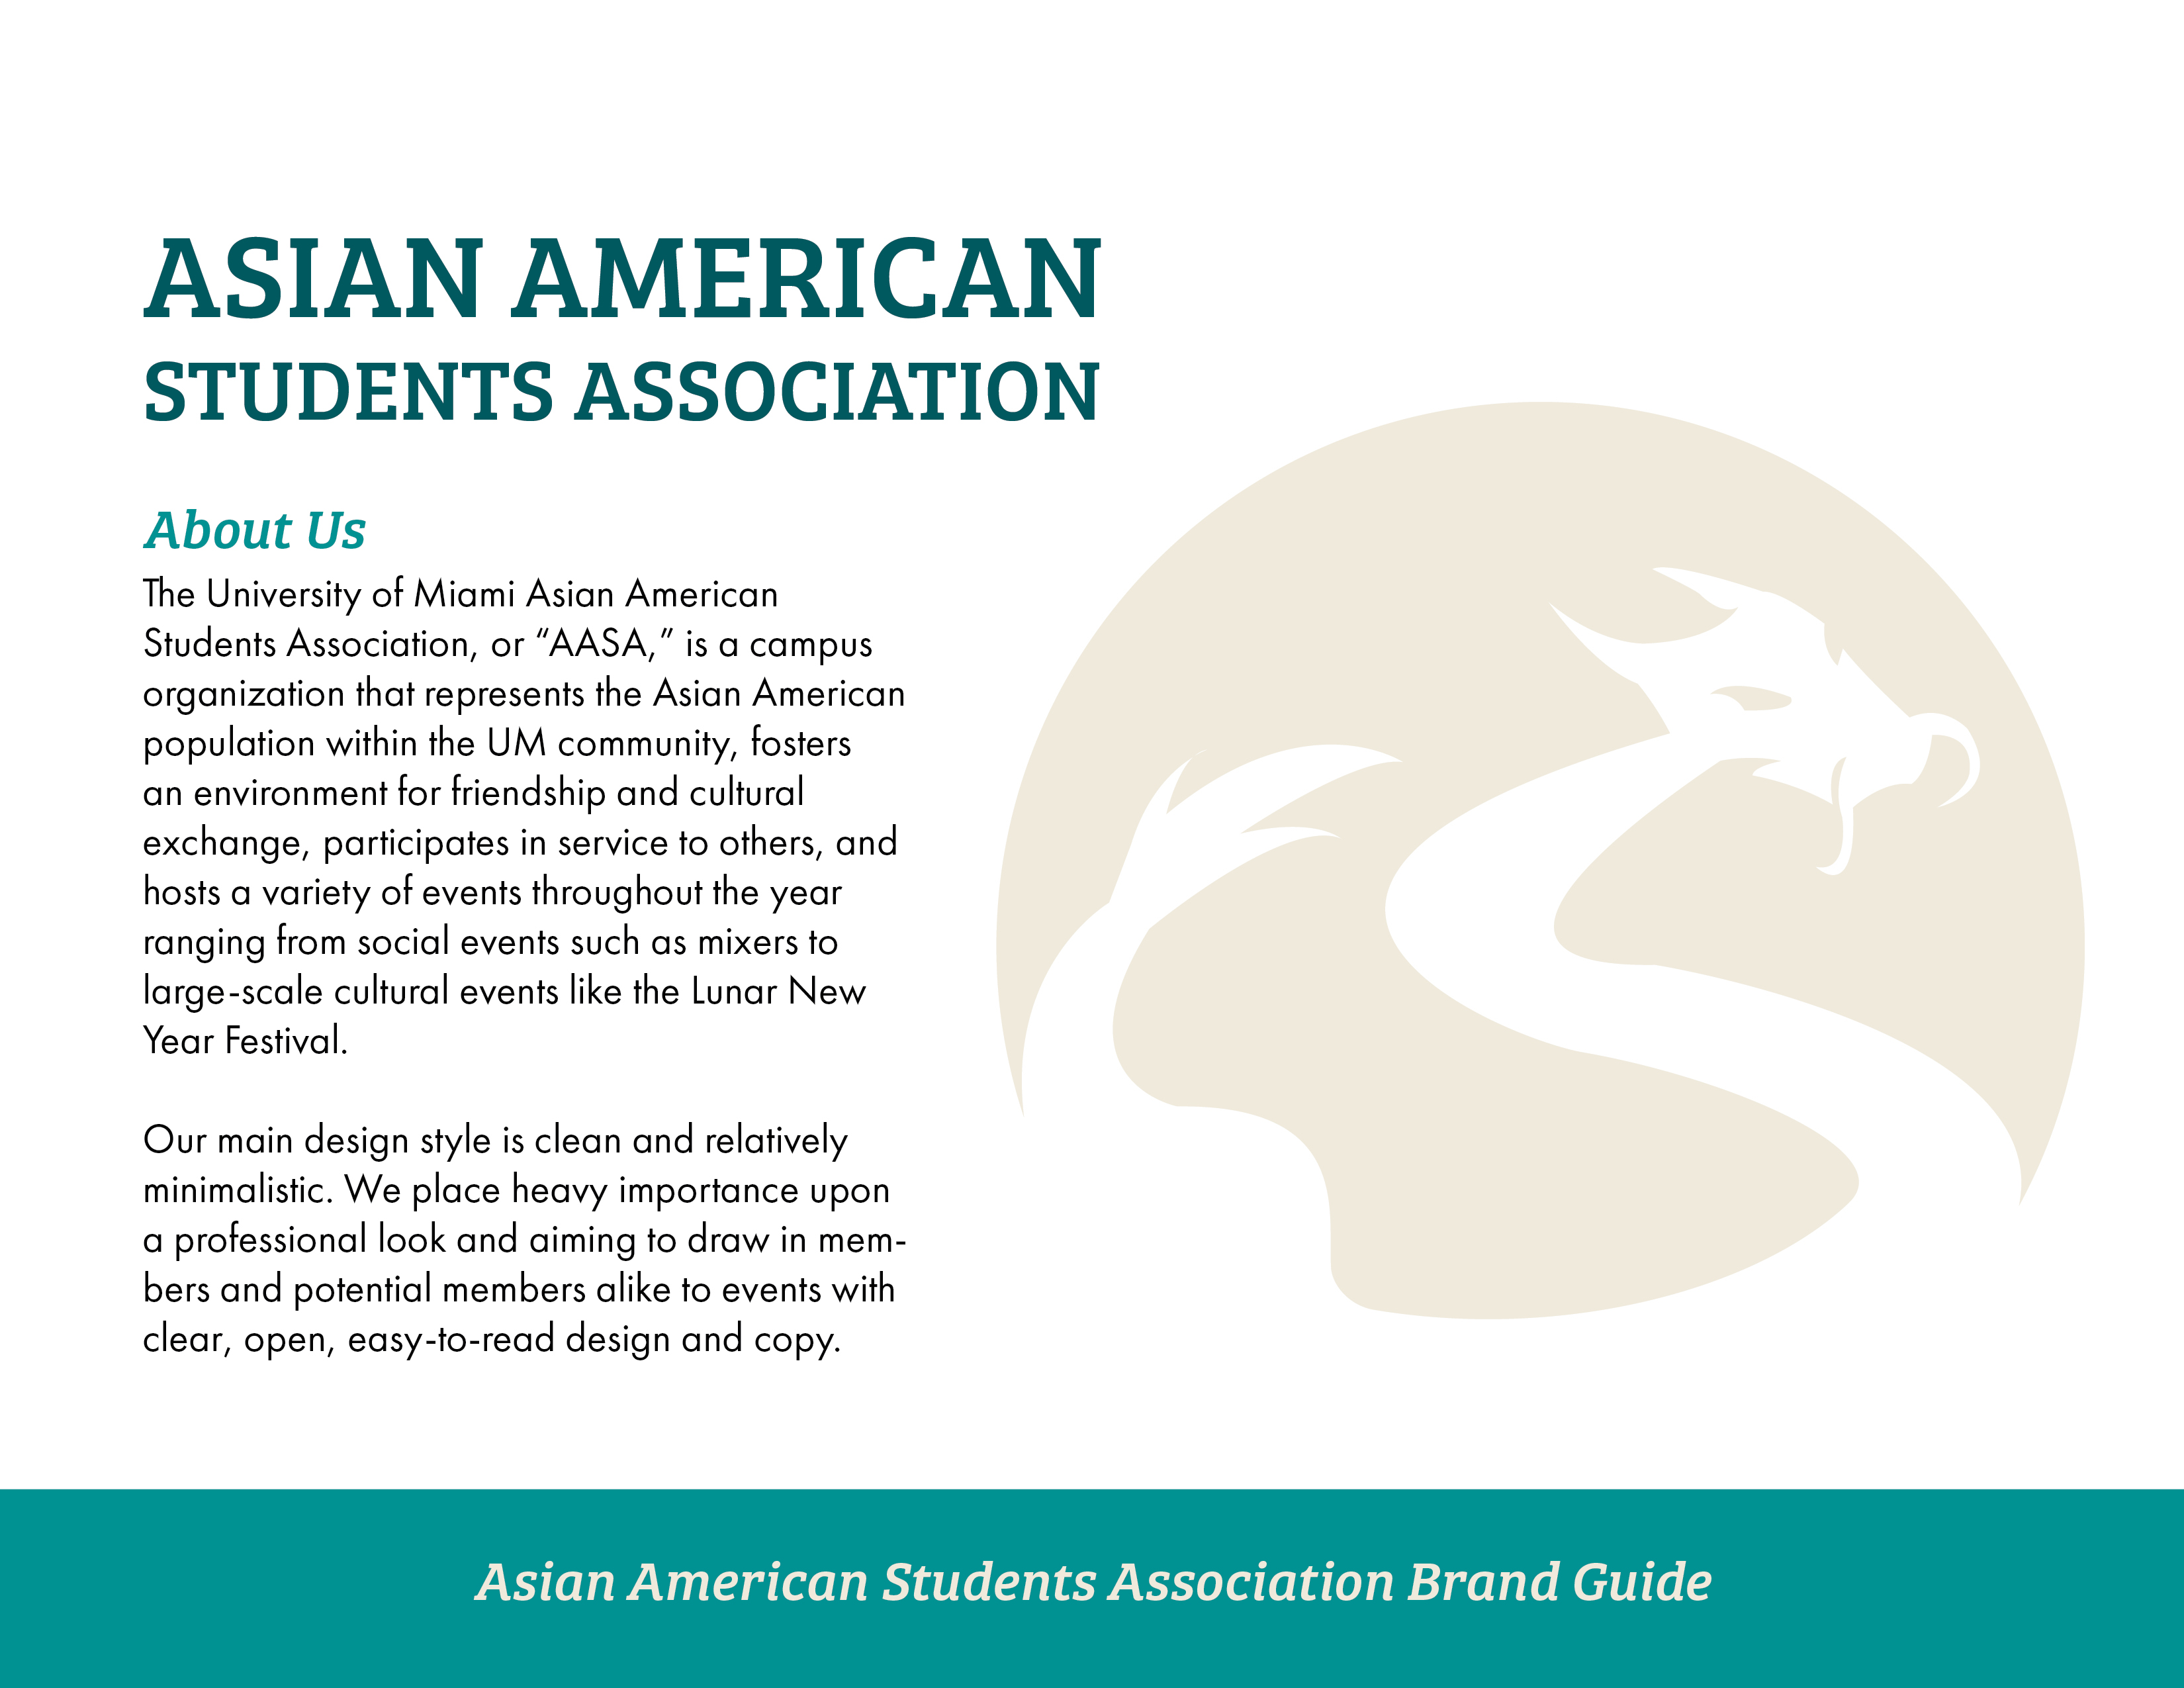 ASIAN AMERICAN
STUDENTS ASSOCIATION
About Us
The University of Miami Asian American
Students Association, or “AASA,” is a campus
organization that represents the Asian American
population within the UM community, fosters
an environment for friendship and cultural
exchange, participates in service to others, and
hosts a variety of events throughout the year
ranging from social events such as mixers to
large-scale cultural events like the Lunar New
Year Festival.
Our main design style is clean and relatively
minimalistic. We place heavy importance upon
a professional look and aiming to draw in mem-
bers and potential members alike to events with
clear, open, easy-to-read design and copy.
Asian American Students Association Brand Guide